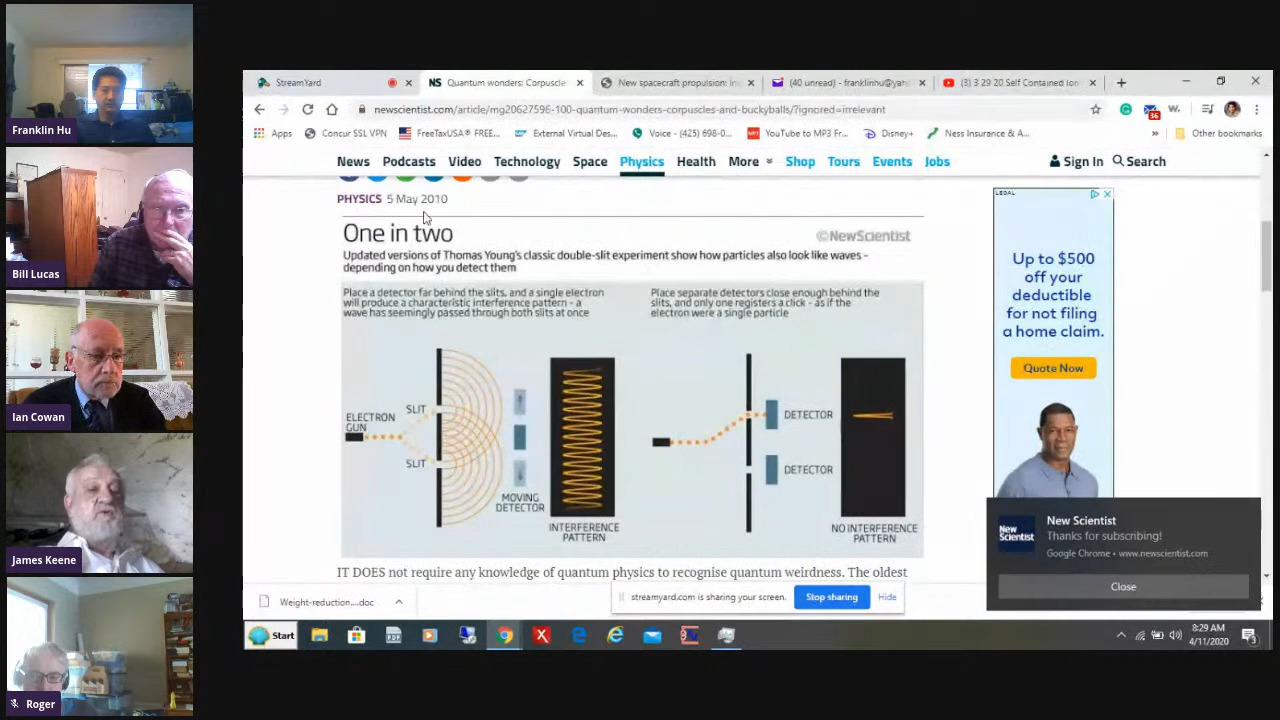 Franklin Hu
Bill Lucas
Ian Cowan
James Keene
Roger
StreamYard
NS Quantum wonders: Corpuscle
New spacecraft propulsion: In
(40 unread) - franklinhu@yah
(3) 3 29 20 Self Contained Ion
newscientist.com/article/mg20627596-100-quantum-wonders-corpuscles-and-buckyballs/?ignored=irrelevant
36
W.
Apps
Concur SSL VPN
FreeTaxUSA® FREE...
External Virtual Des...
Voice - (425) 698-0...
YouTube to MP3 Fr...
Disney+
Ness Insurance & A...
»
Other bookmarks
News Podcasts Video Technology Space Physics Health More Shop Tours Events Jobs
Sign In Search
PHYSICS 5 May 2010
One in two
©NewScientist
Updated versions of Thomas Young's classic double-slit experiment show how particles also look like waves –
depending on how you detect them
Place a detector far behind the slits, and a single electron
will produce a characteristic interference pattern – a
wave has seemingly passed through both slits at once
ELECTRON
GUN
SLIT
SLIT
MOVING
DETECTOR
INTERFERENCE
PATTERN
Place separate detectors close enough behind the
slits, and only one registers a click – as if the
electron were a single particle
DETECTOR
DETECTOR
NO INTERFERENCE
PATTERN
IT DOES not require any knowledge of quantum physics to recognise quantum weirdness. The oldest
LEGAL
Up to $500
off your
deductible
for not filing
a home claim.
Quote Now
New
Scientist
New Scientist
Thanks for subscribing!
Google Chrome • www.newscientist.com
Close
Weight-reduction....doc
streamyard.com is sharing your screen.
Stop sharing
Hide
Start
8:29 AM
4/11/2020
3